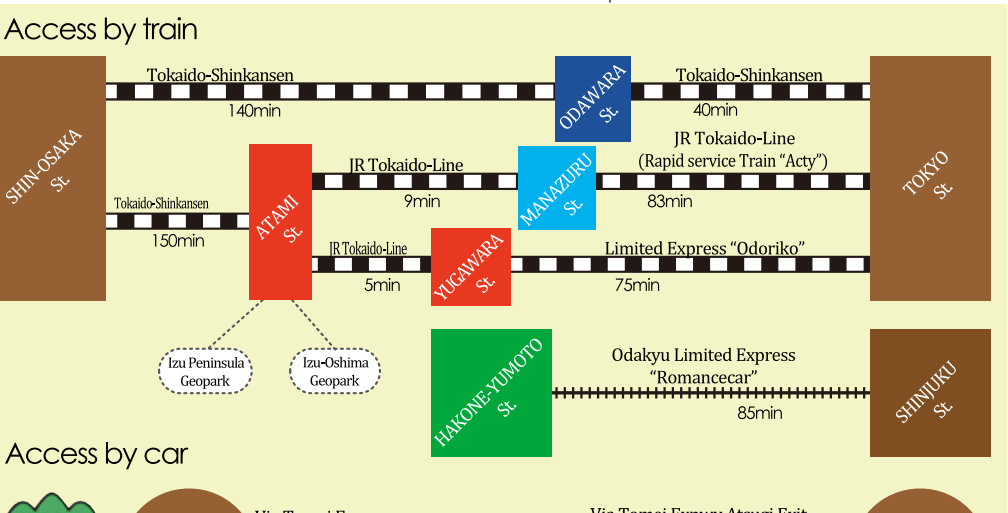 Access by train
SHIN-OSAKA
St.
Tokaido-Shinkansen
140min
ODAWARA
St.
Tokaido-Shinkansen
40min
TOKYO
St.
Tokaido-Shinkansen
150min
ATAMI
St.
JR Tokaido-Line
9min
MANAZURU
St.
JR Tokaido-Line
(Rapid service Train “Acty”)
83min
JR Tokaido-Line
5min
YUGAWARA
St.
Limited Express “Odoriko”
75min
Izu Peninsula
Geopark
Izu-Oshima
Geopark
HAKONE-YUMOTO
St.
Odakyu Limited Express
“Romancecar”
85min
SHINJUKU
St.
Access by car